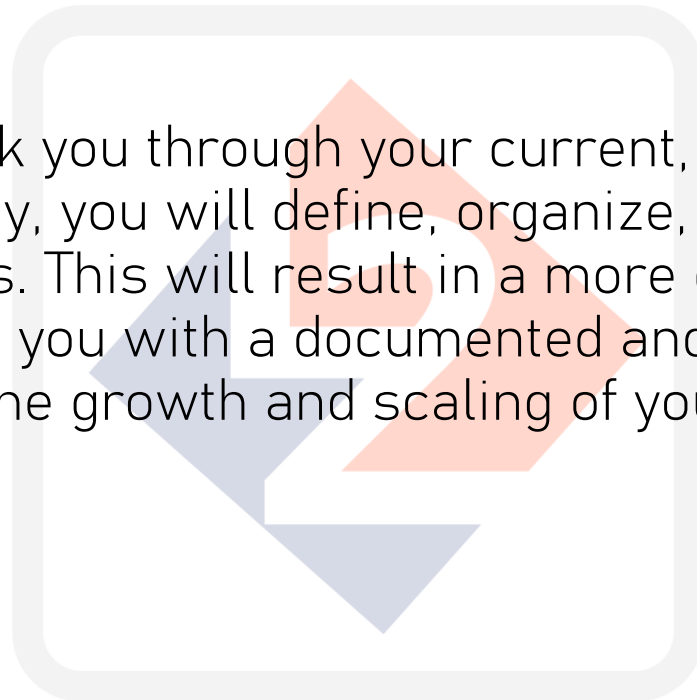 k you through your current,
y, you will define, organize,
s. This will result in a more
you with a documented and
he growth and scaling of you
2